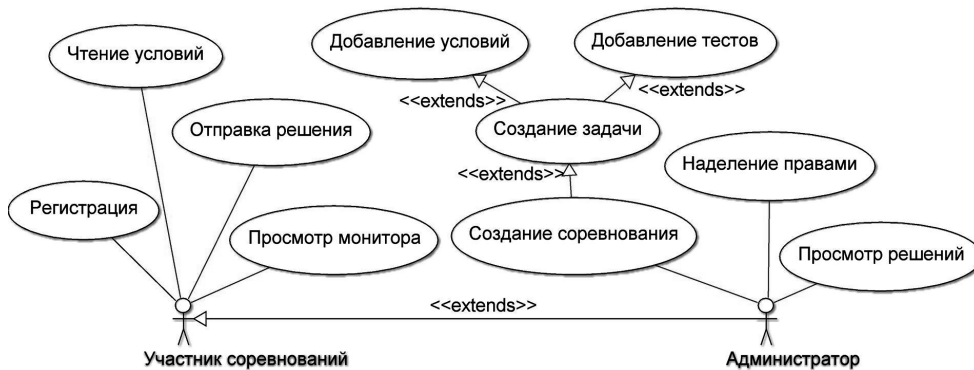 Чтение условий
Добавление условий
Добавление тестов
<<extends>>
<<extends>>
Отправка решения
Создание задачи
<<extends>>
Наделение правами
Регистрация
Просмотр монитора
Создание соревнования
Просмотр решений
<<extends>>
Участник соревнований
Администратор